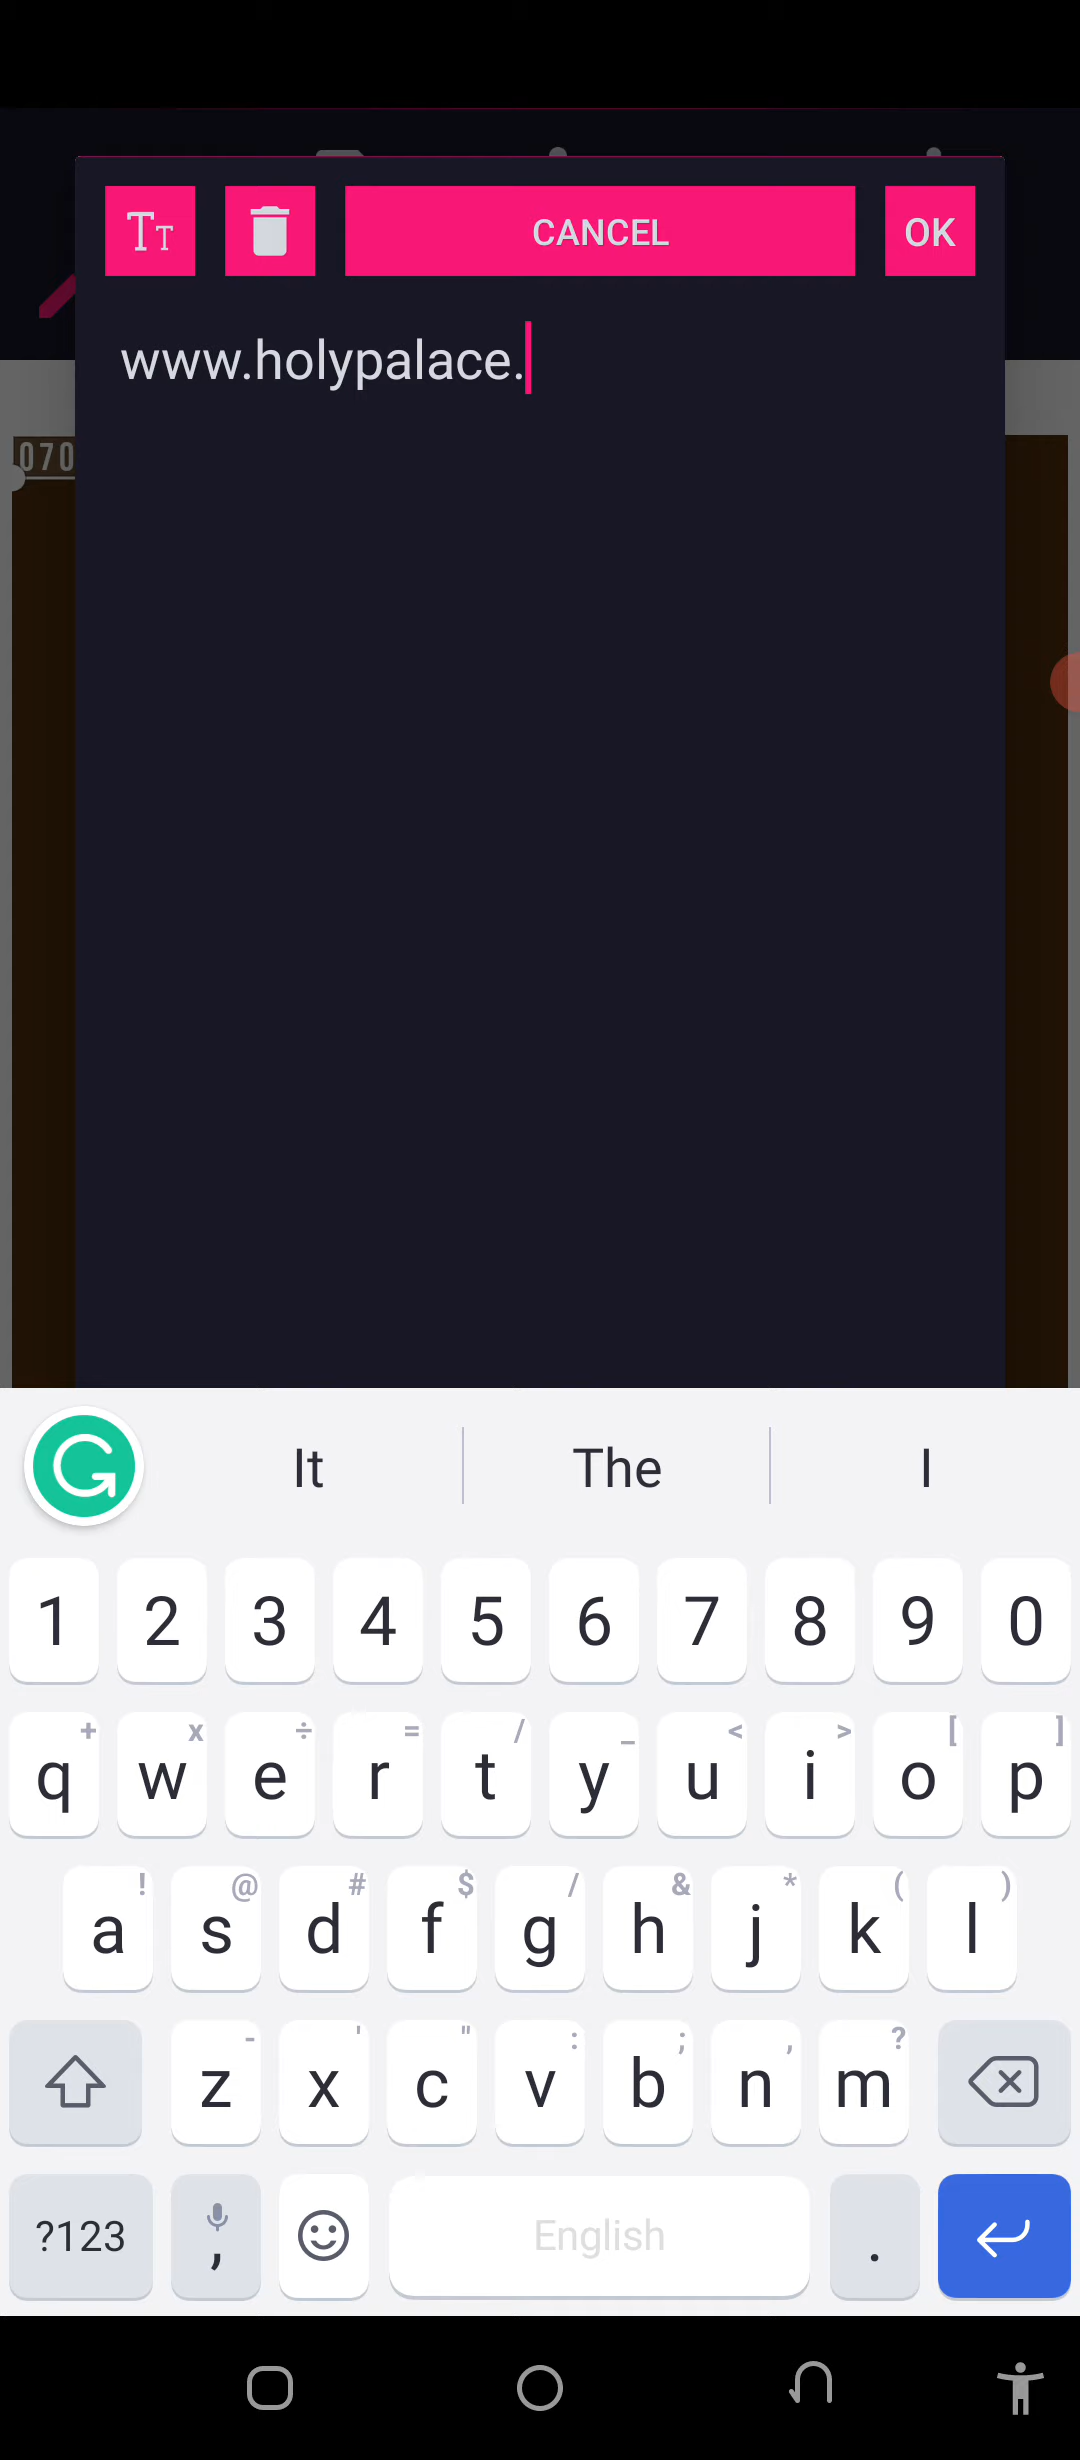 Tт
CANCEL
OK
www.holypalace.
070
It
The
I
1 2 3 4 5 6 7 8 9 0
+ x ÷ = / _ < > [ ]
q w e r t y u i o p
! @ # $ / & * ( )
a s d f g h j k l
- ' " : ; , ?
z x c v b n m
?123
,
English
.